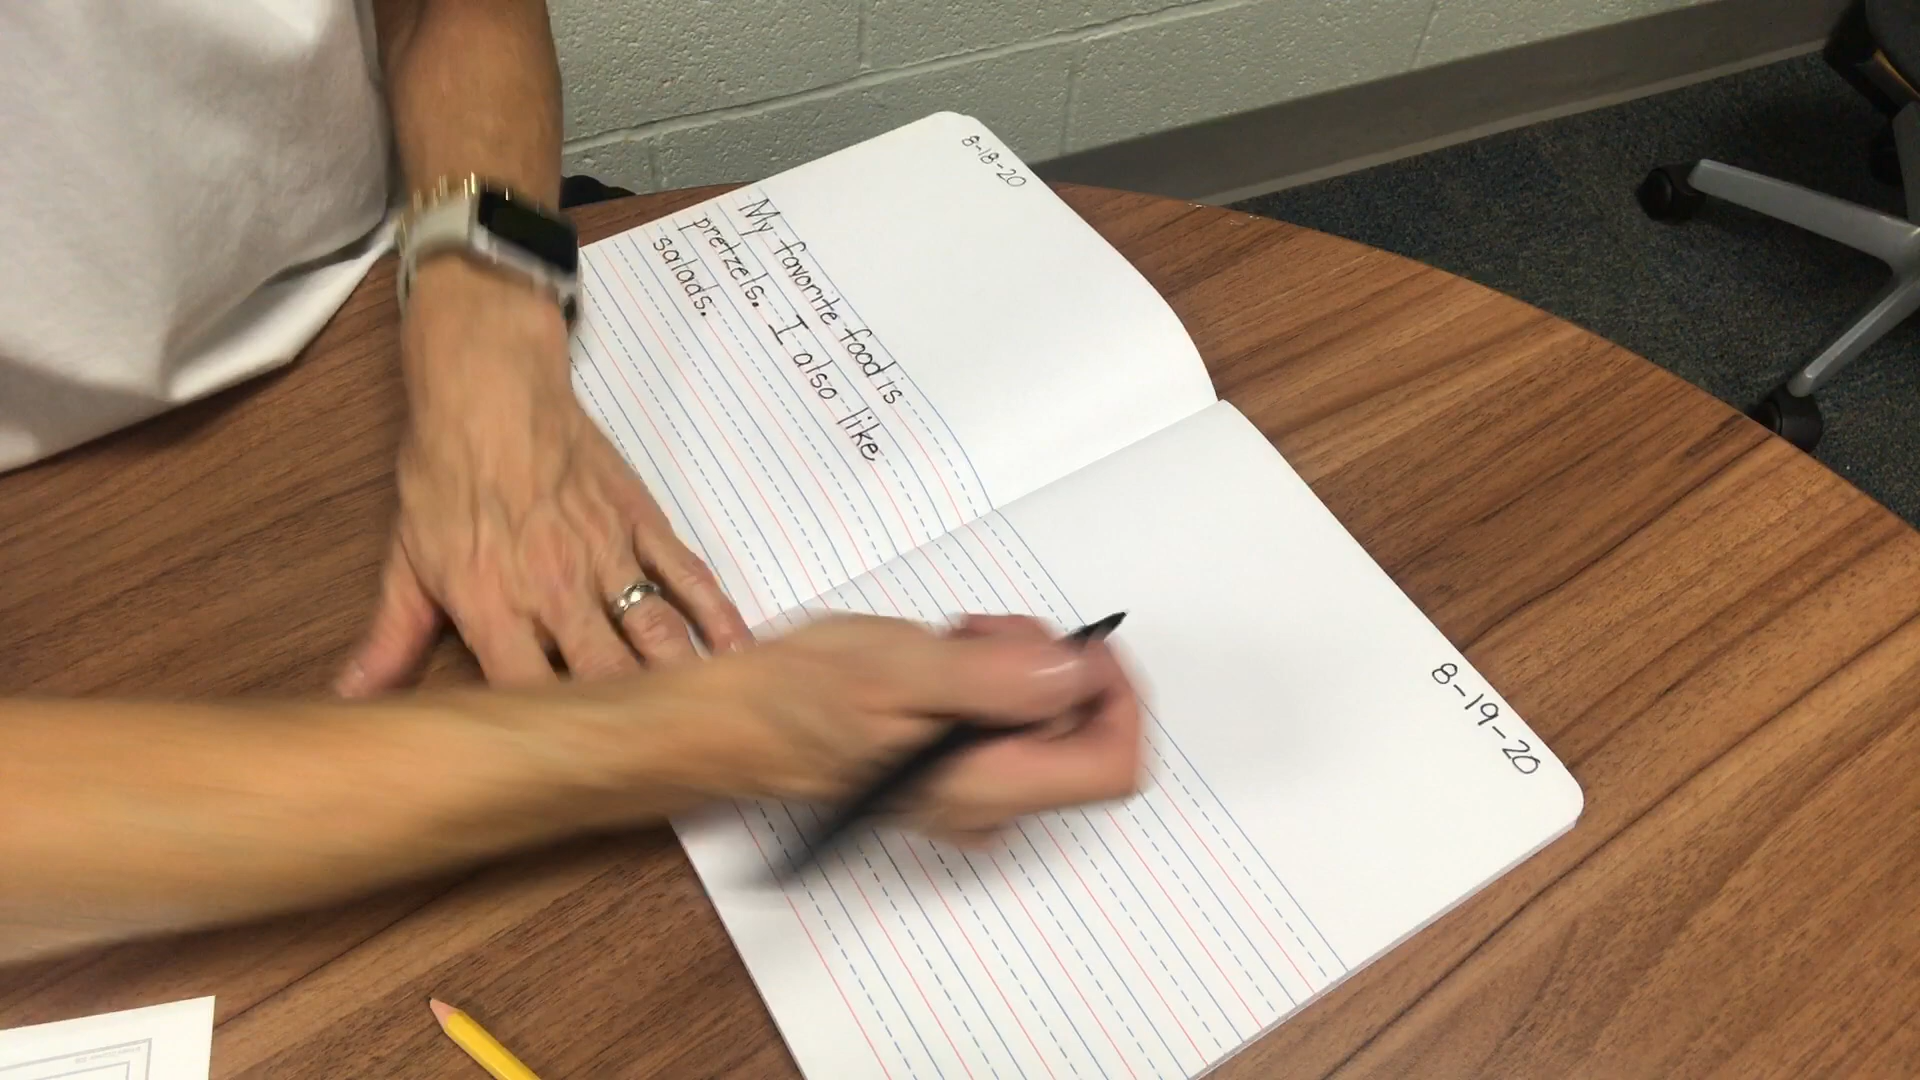 8-18-20
My favorite food is
pretzels. I also like
salads.
8-19-20